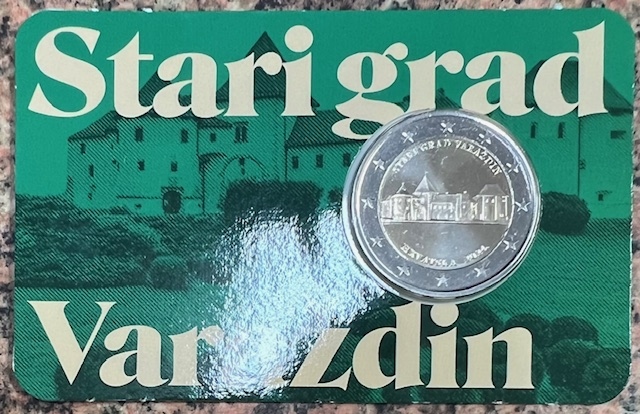 Stari grad
STARI GRAD VARAŽDIN
HRVATSKA 2024.
Varaždin